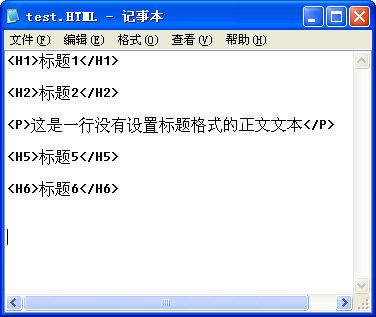 test.HTML - 记事本
文件(F) 编辑(E) 格式(O) 查看(V) 帮助(H)
<H1>标题1</H1>
<H2>标题2</H2>
<P>这是一行没有设置标题格式的正文文本</P>
<H5>标题5</H5>
<H6>标题6</H6>